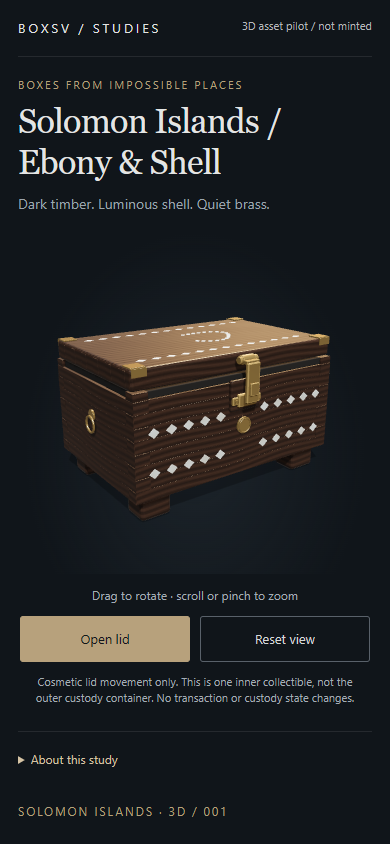 BOXSV / STUDIES
3D asset pilot / not minted
BOXES FROM IMPOSSIBLE PLACES
Solomon Islands /
Ebony & Shell
Dark timber. Luminous shell. Quiet brass.
Drag to rotate · scroll or pinch to zoom
Open lid
Reset view
Cosmetic lid movement only. This is one inner collectible, not the
outer custody container. No transaction or custody state changes.
About this study
SOLOMON ISLANDS · 3D / 001